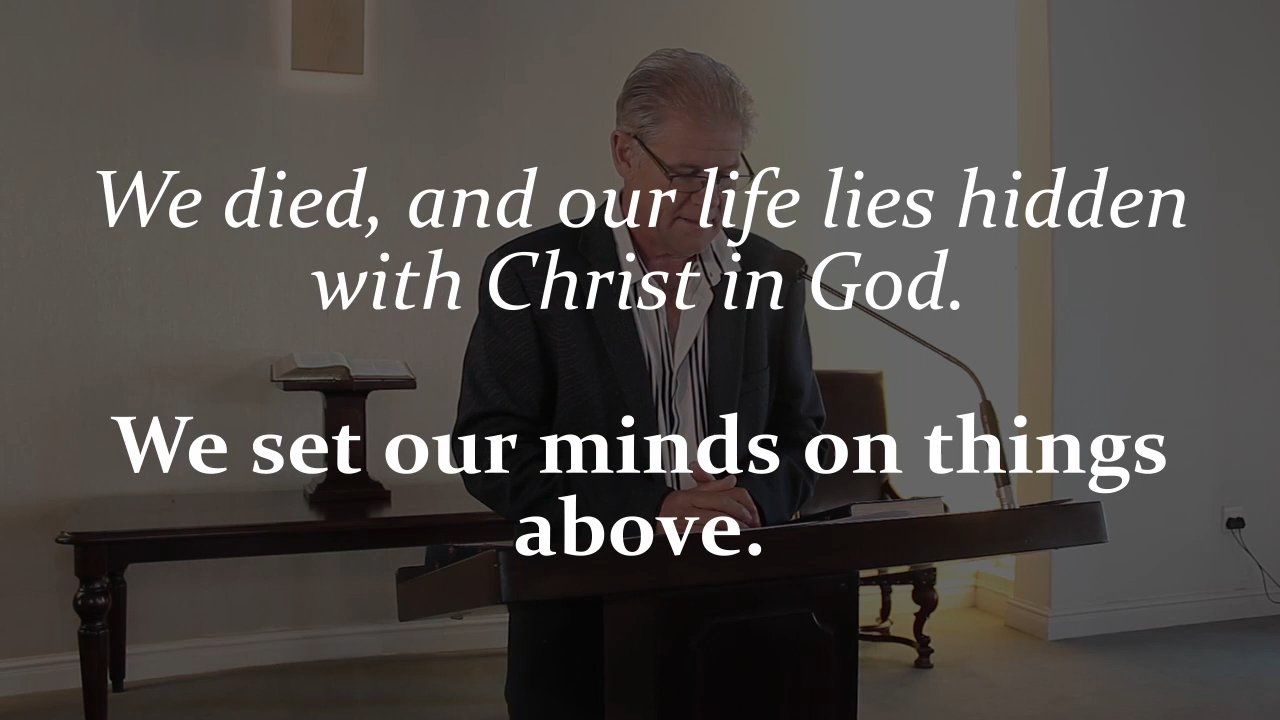 We died, and our life lies hidden
with Christ in God.
We set our minds on things
above.